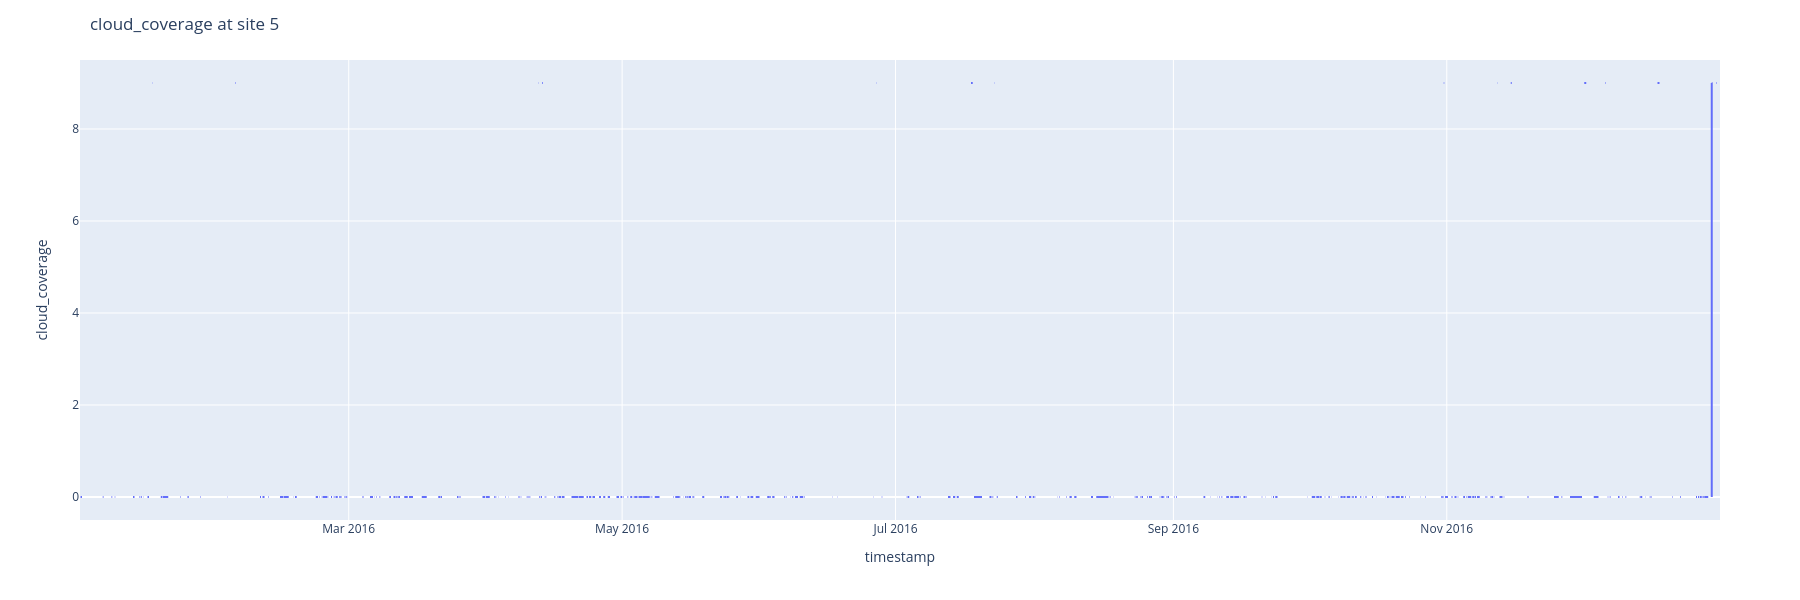 cloud_coverage at site 5
8
6
4
2
0
cloud_coverage
Mar 2016
May 2016
Jul 2016
Sep 2016
Nov 2016
timestamp